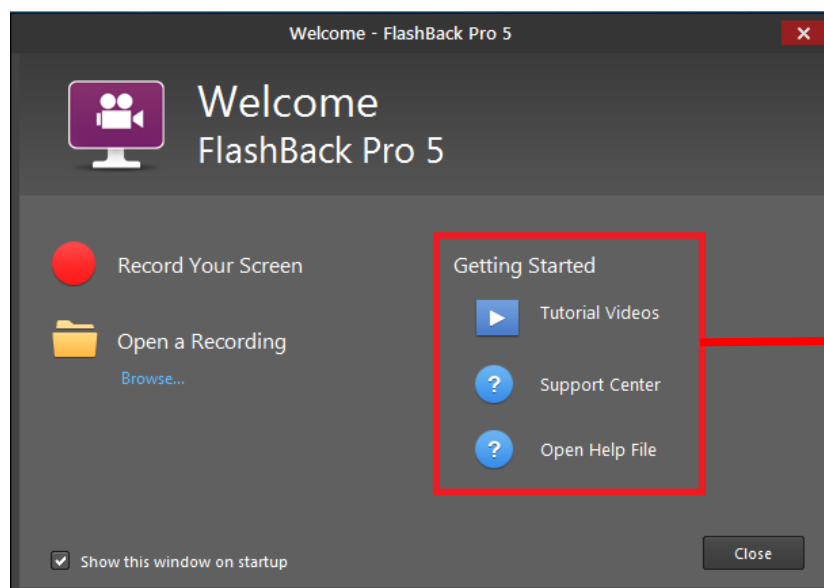 Welcome - FlashBack Pro 5
Welcome
FlashBack Pro 5
Record Your Screen
Open a Recording
Browse...
Getting Started
Tutorial Videos
Support Center
Open Help File
Show this window on startup
Close